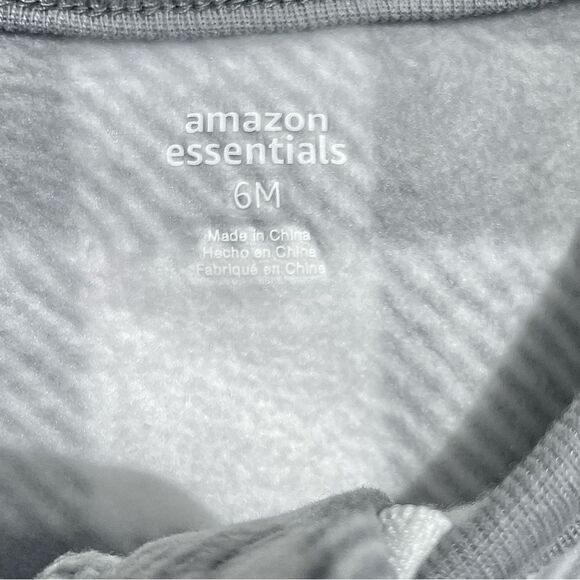 amazon
essentials
6M
Made in China
Hecho en China
Fabriqué en Chine